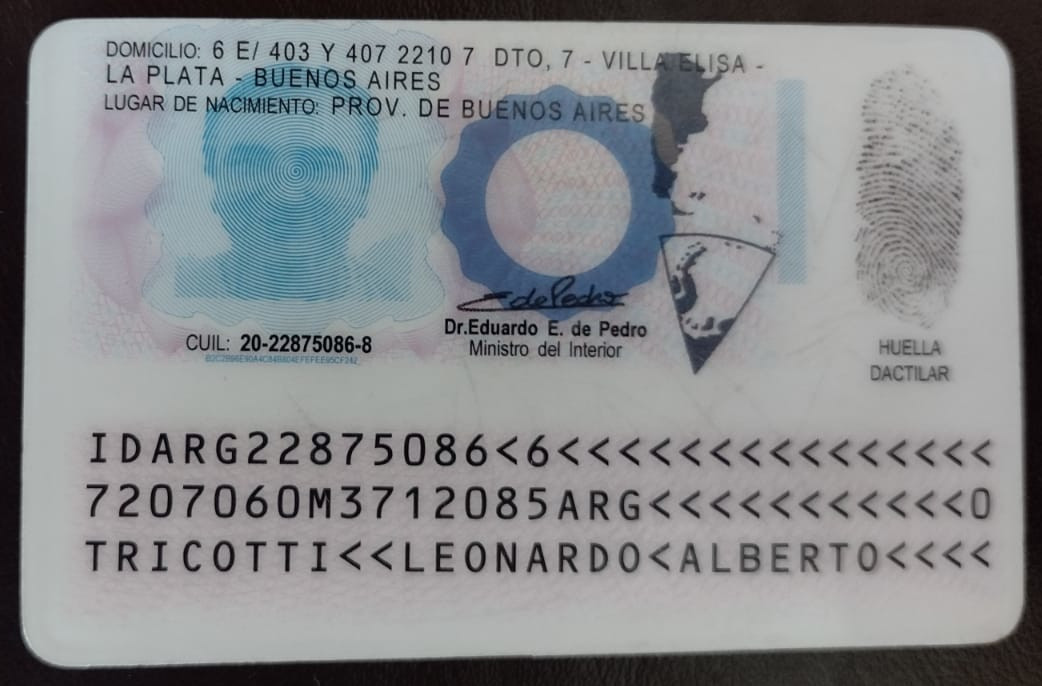 DOMICILIO: 6 E/ 403 Y 407 2210 7 DTO, 7 - VILLA ELISA -
LA PLATA - BUENOS AIRES
LUGAR DE NACIMIENTO: PROV. DE BUENOS AIRES
E de Pedro
CUIL: 20-22875086-8
Dr.Eduardo E. de Pedro
Ministro del Interior
HUELLA
DACTILAR
IDARG22875086<6<<<<<<<<<<<<<<<
7207060M3712085ARG<<<<<<<<<<<0
TRICOTTI<<LEONARDO<ALBERTO<<<<